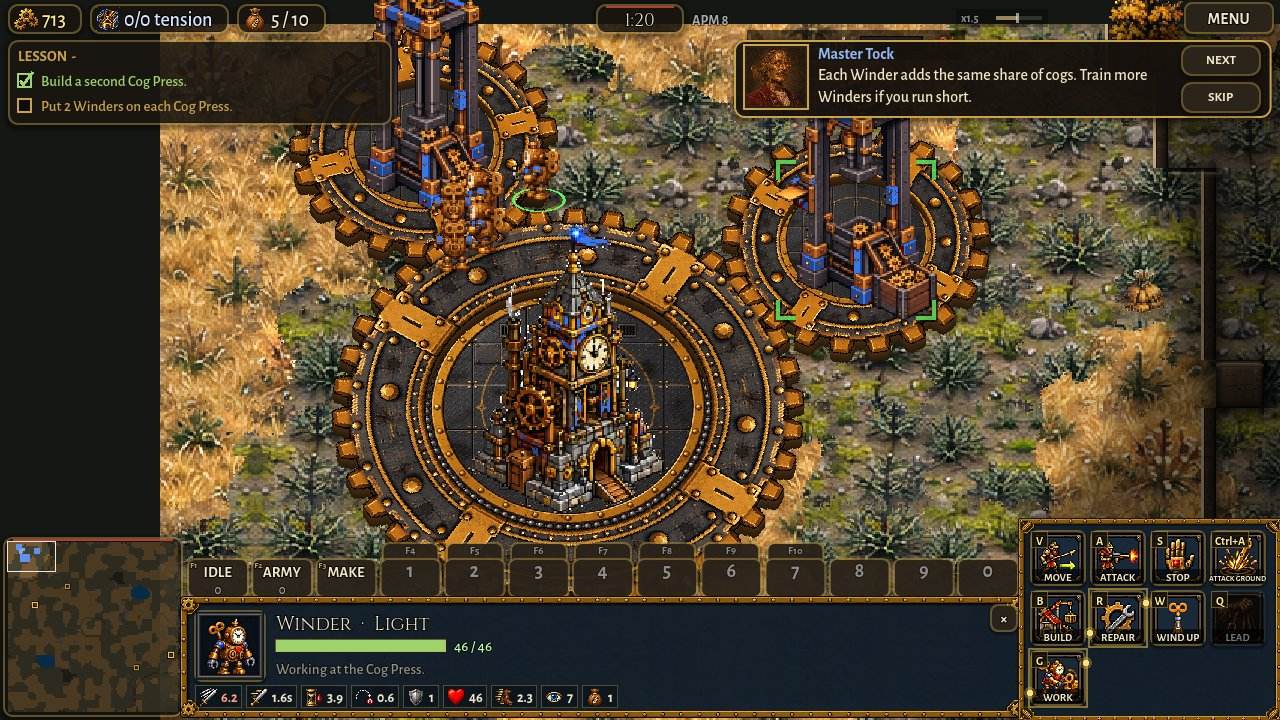 713
0/0 tension
5 / 10
1:20
APM 8
x1.5
MENU
LESSON -
Build a second Cog Press.
Put 2 Winders on each Cog Press.
Master Tock
Each Winder adds the same share of cogs. Train more
Winders if you run short.
NEXT
SKIP
F1 IDLE 0
F2 ARMY 0
F3 MAKE
F4 1
F5 2
F6 3
F7 4
F8 5
F9 6
F10 7
8
9
0
Winder · Light
46 / 46
Working at the Cog Press.
6.2
1.6s
3.9
0.6
1
46
2.3
7
1
×
V MOVE
A ATTACK
S STOP
Ctrl+A ATTACK GROUND
B BUILD
R REPAIR
W WIND UP
Q LEAD
G WORK